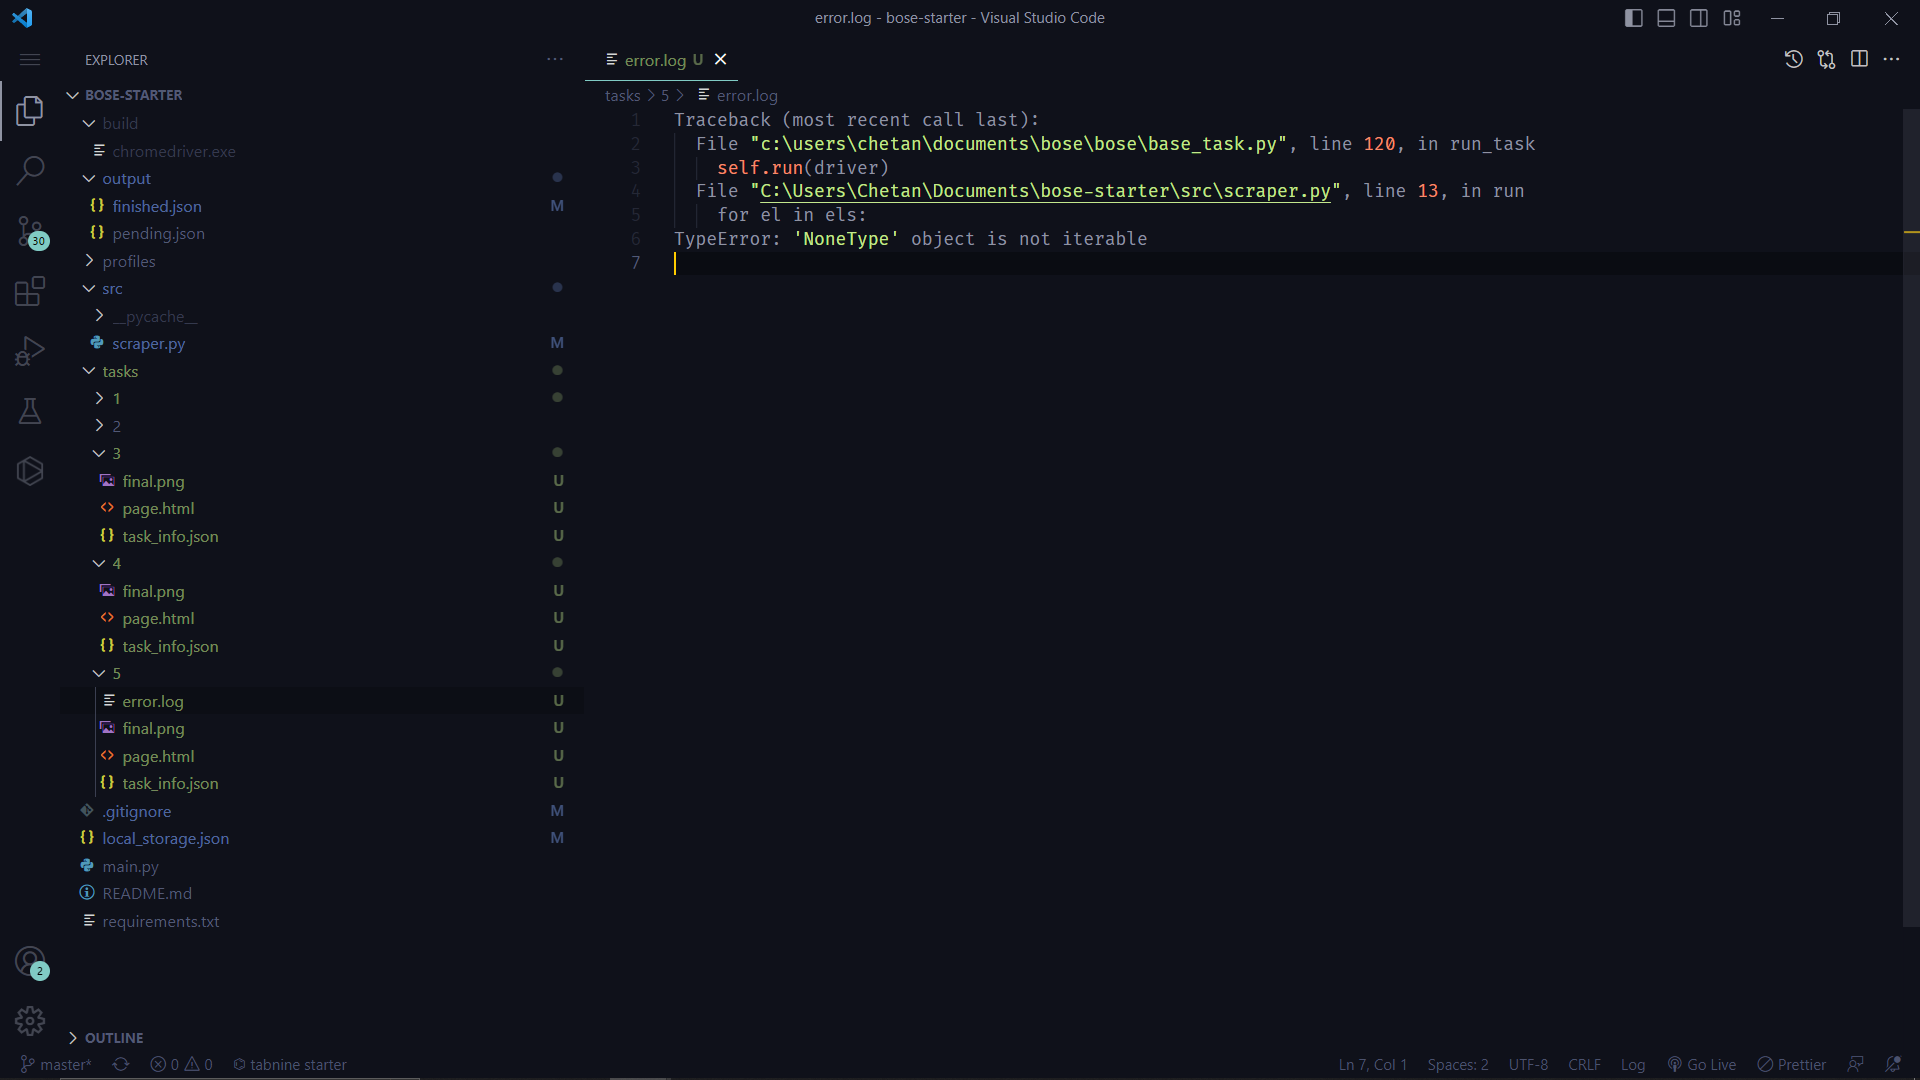 error.log - bose-starter - Visual Studio Code
EXPLORER
BOSE-STARTER
build
chromedriver.exe
output
finished.json M
pending.json
profiles
src
__pycache__
scraper.py M
tasks
1
2
3
final.png U
page.html U
task_info.json U
4
final.png U
page.html U
task_info.json U
5
error.log U
final.png U
page.html U
task_info.json U
.gitignore M
local_storage.json M
main.py
README.md
requirements.txt
OUTLINE
30
2
error.log U
tasks > 5 > error.log
1 Traceback (most recent call last):
2 File "c:\users\chetan\documents\bose\bose\base_task.py", line 120, in run_task
3 self.run(driver)
4 File "C:\Users\Chetan\Documents\bose-starter\src\scraper.py", line 13, in run
5 for el in els:
6 TypeError: 'NoneType' object is not iterable
7
master* 0 0 tabnine starter Ln 7, Col 1 Spaces: 2 UTF-8 CRLF Log Go Live Prettier